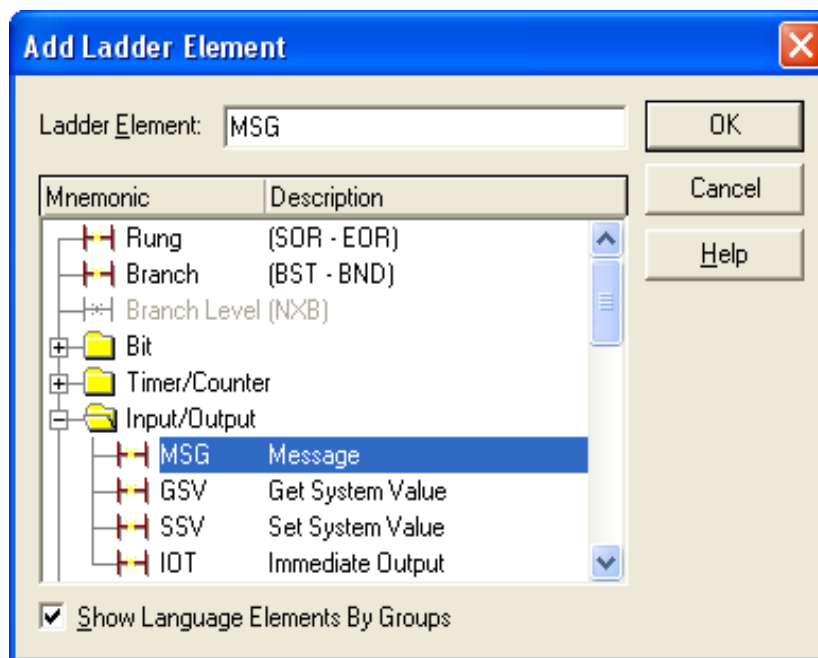 Add Ladder Element
Ladder Element: MSG
OK
Cancel
Help
Mnemonic Description
Rung (SOR - EOR)
Branch (BST - BND)
Branch Level (NXB)
Bit
Timer/Counter
Input/Output
MSG Message
GSV Get System Value
SSV Set System Value
IOT Immediate Output
Show Language Elements By Groups